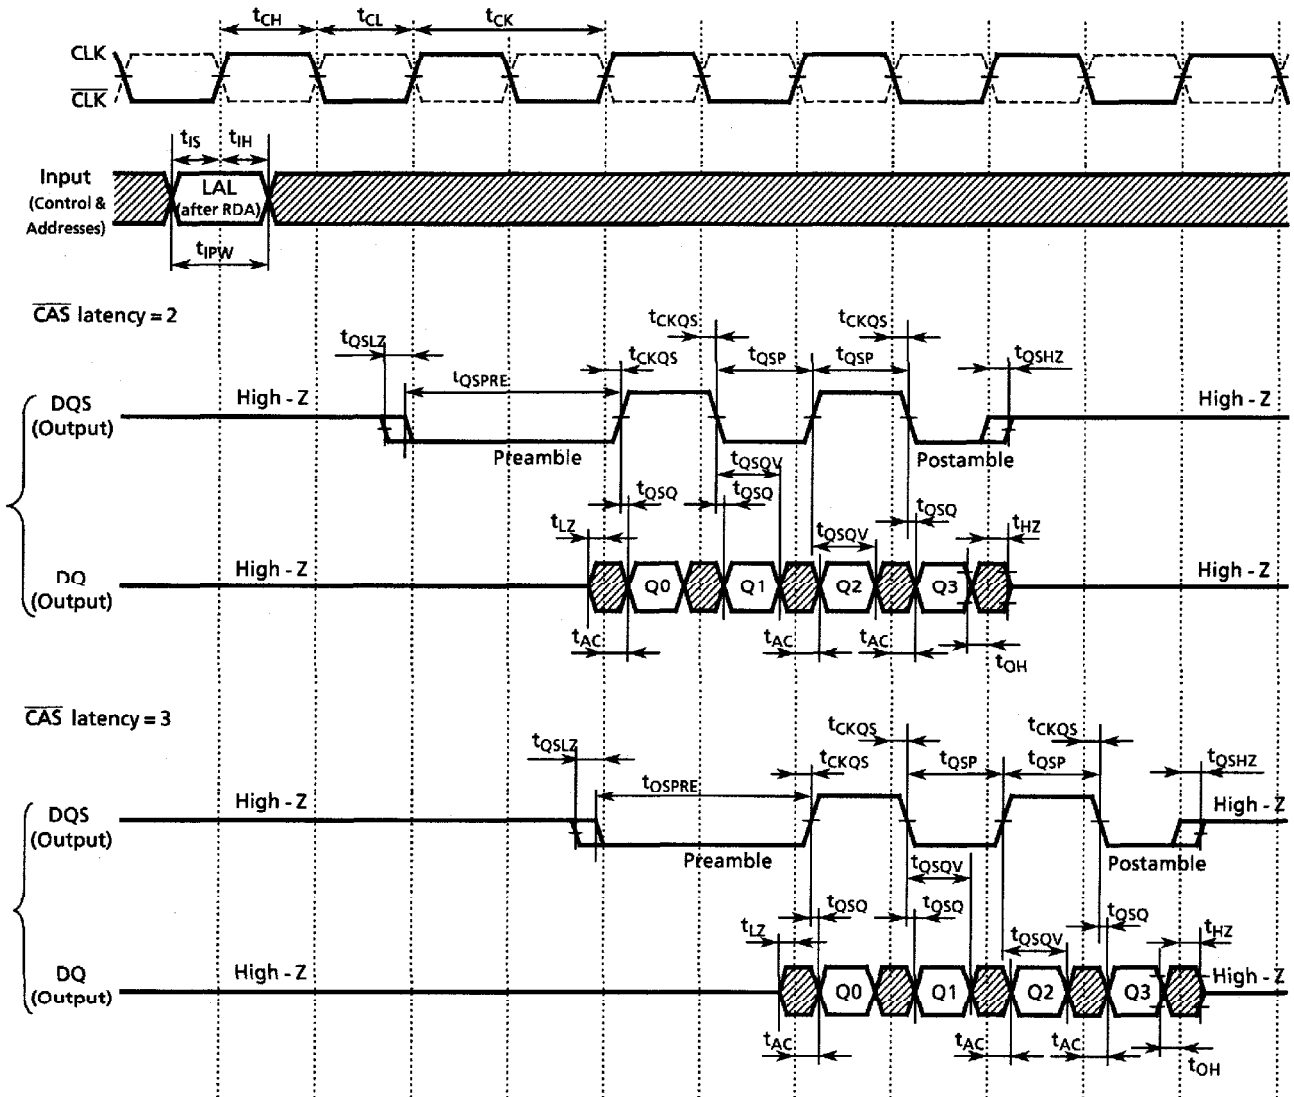 tCH tCL tCK
CLK
CLK
tIS tIH
Input
(Control &
Addresses)
LAL
(after RDA)
tIPW
CAS latency = 2
tCKQS tCKQS
tQSLZ tCKQS tQSP tQSP tQSHZ
tQSPRE
DQS
(Output)
High - Z
High - Z
Preamble
Postamble
tQSQV
tQSQ tQSQ tQSQ
tLZ tQSQV tHZ
DQ
(Output)
High - Z
Q0 Q1 Q2 Q3
High - Z
tAC tAC tAC
tOH
CAS latency = 3
tCKQS tCKQS
tQSLZ tCKQS tQSP tQSP tQSHZ
tQSPRE
DQS
(Output)
High - Z
High - Z
Preamble
Postamble
tQSQV
tQSQ tQSQ tQSQ
tLZ tQSQV tHZ
DQ
(Output)
High - Z
Q0 Q1 Q2 Q3
High - Z
tAC tAC tAC
tOH